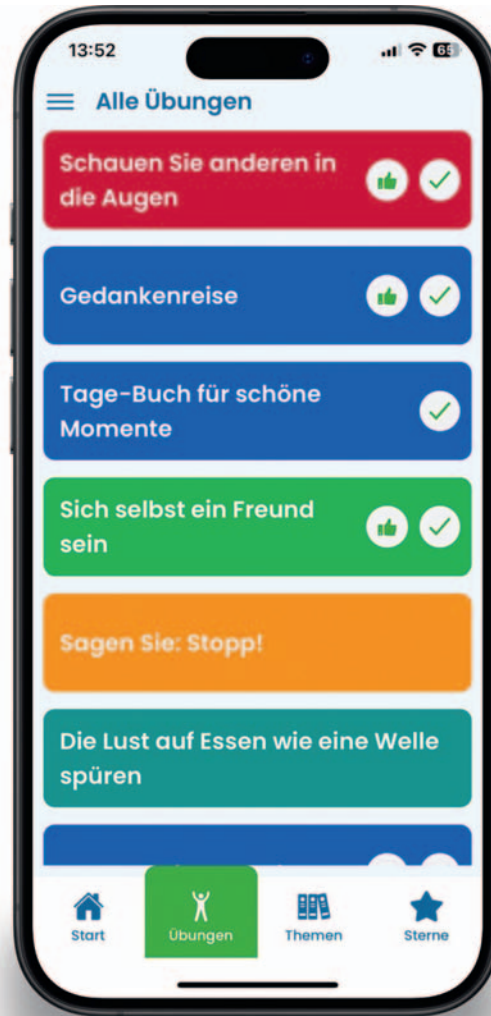 13:52
65
Alle Übungen
Schauen Sie anderen in
die Augen
Gedankenreise
Tage-Buch für schöne
Momente
Sich selbst ein Freund
sein
Sagen Sie: Stopp!
Die Lust auf Essen wie eine Welle
spüren
Start
Übungen
Themen
Sterne